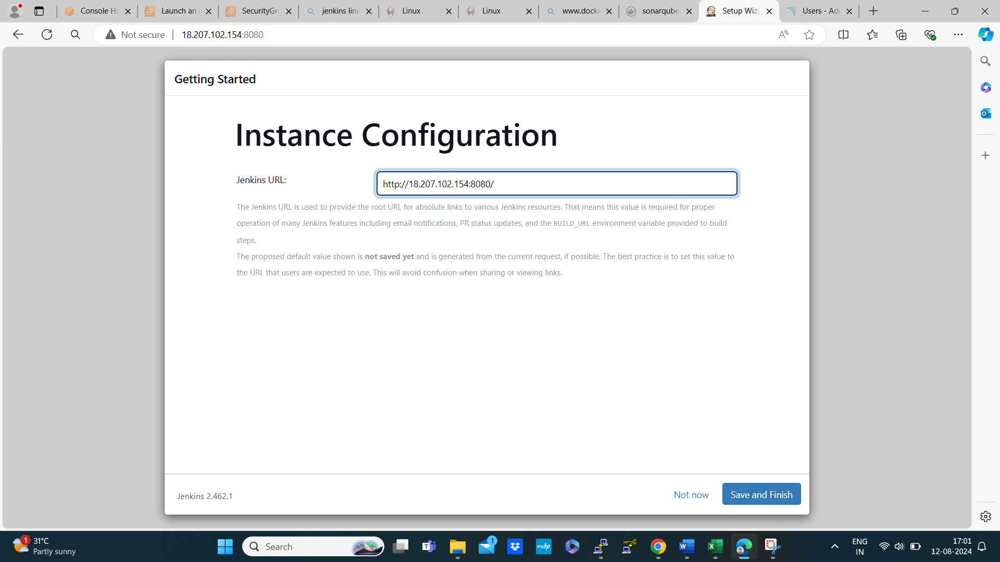 Console Ho
Launch an i
SecurityGro
jenkins lini
Linux
Linux
www.docke
sonarqube
Setup Wiza
Users - Adm
Not secure
18.207.102.154:8080
Getting Started
Instance Configuration
Jenkins URL:
http://18.207.102.154:8080/
The Jenkins URL is used to provide the root URL for absolute links to various Jenkins resources. That means this value is required for proper
operation of many Jenkins features including email notifications, PR status updates, and the BUILD_URL environment variable provided to build
steps.
The proposed default value shown is not saved yet and is generated from the current request, if possible. The best practice is to set this value to
the URL that users are expected to use. This will avoid confusion when sharing or viewing links.
Jenkins 2.462.1
Not now
Save and Finish
1
31°C
Partly sunny
Search
1
myhp
ENG
IN
17:01
12-08-2024